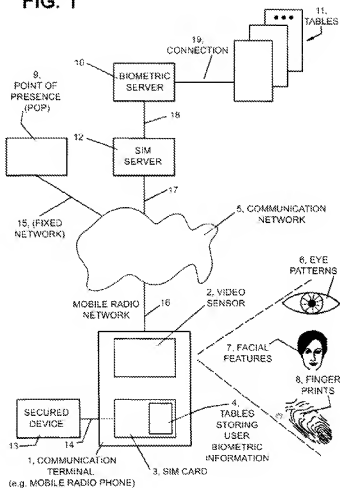 FIG. 1
11,
TABLES
19,
CONNECTION
10
BIOMETRIC
SERVER
9,
POINT OF
PRESENCE
(POP)
18
12
SIM
SERVER
17
15, (FIXED
NETWORK)
5, COMMUNICATION
NETWORK
6, EYE
PATTERNS
MOBILE RADIO
NETWORK
16
2, VIDEO
SENSOR
7, FACIAL
FEATURES
8, FINGER
PRINTS
SECURED
DEVICE
13
14
4,
TABLES
STORING
USER
BIOMETRIC
INFORMATION
1, COMMUNICATION
TERMINAL
(e.g. MOBILE RADIO PHONE)
3, SIM CARD